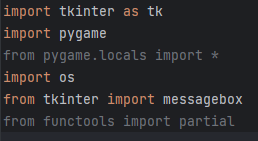 import tkinter as tk
import pygame
from pygame.locals import *
import os
from tkinter import messagebox
from functools import partial